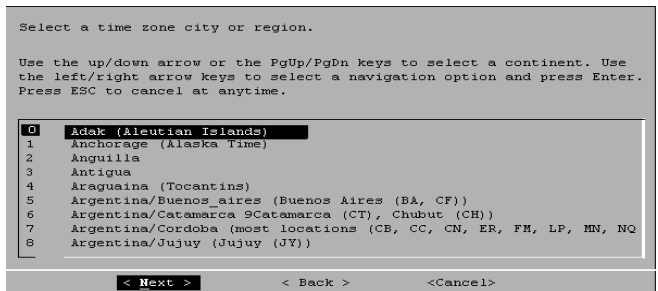 Select a time zone city or region.
Use the up/down arrow or the PgUp/PgDn keys to select a continent. Use
the left/right arrow keys to select a navigation option and press Enter.
Press ESC to cancel at anytime.
0 Adak (Aleutian Islands)
1 Anchorage (Alaska Time)
2 Anguilla
3 Antigua
4 Araguaina (Tocantins)
5 Argentina/Buenos_aires (Buenos Aires (BA, CF))
6 Argentina/Catamarca 9Catamarca (CT), Chubut (CH))
7 Argentina/Cordoba (most locations (CB, CC, CN, ER, FM, LP, MN, NQ
8 Argentina/Jujuy (Jujuy (JY))
< Next > < Back > <Cancel>